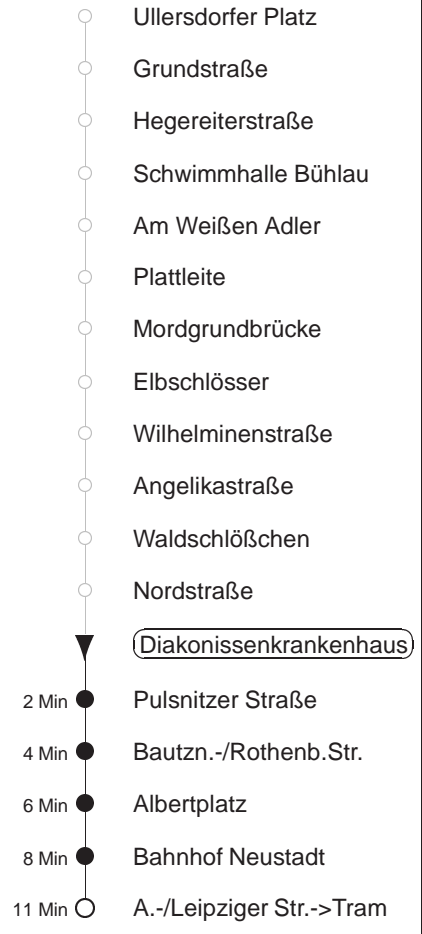 Ullersdorfer Platz
Grundstraße
Hegereiterstraße
Schwimmhalle Bühlau
Am Weißen Adler
Plattleite
Mordgrundbrücke
Elbschlösser
Wilhelminenstraße
Angelikastraße
Waldschlößchen
Nordstraße
Diakonissenkrankenhaus
2 Min Pulsnitzer Straße
4 Min Bautzn.-/Rothenb.Str.
6 Min Albertplatz
8 Min Bahnhof Neustadt
11 Min A.-/Leipziger Str.->Tram